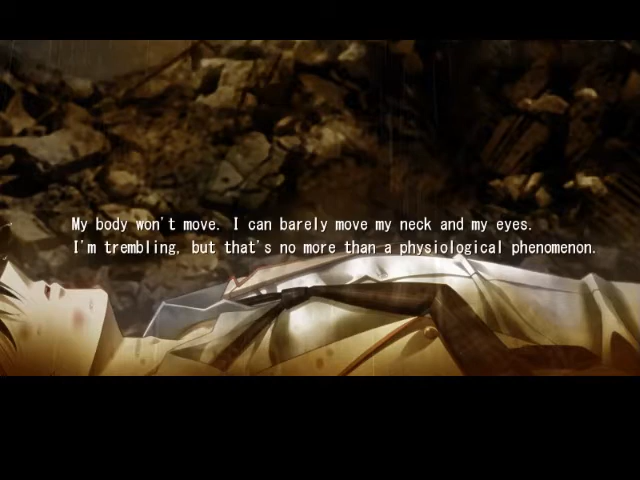 My body won't move. I can barely move my neck and my eyes.
I'm trembling, but that's no more than a physiological phenomenon.